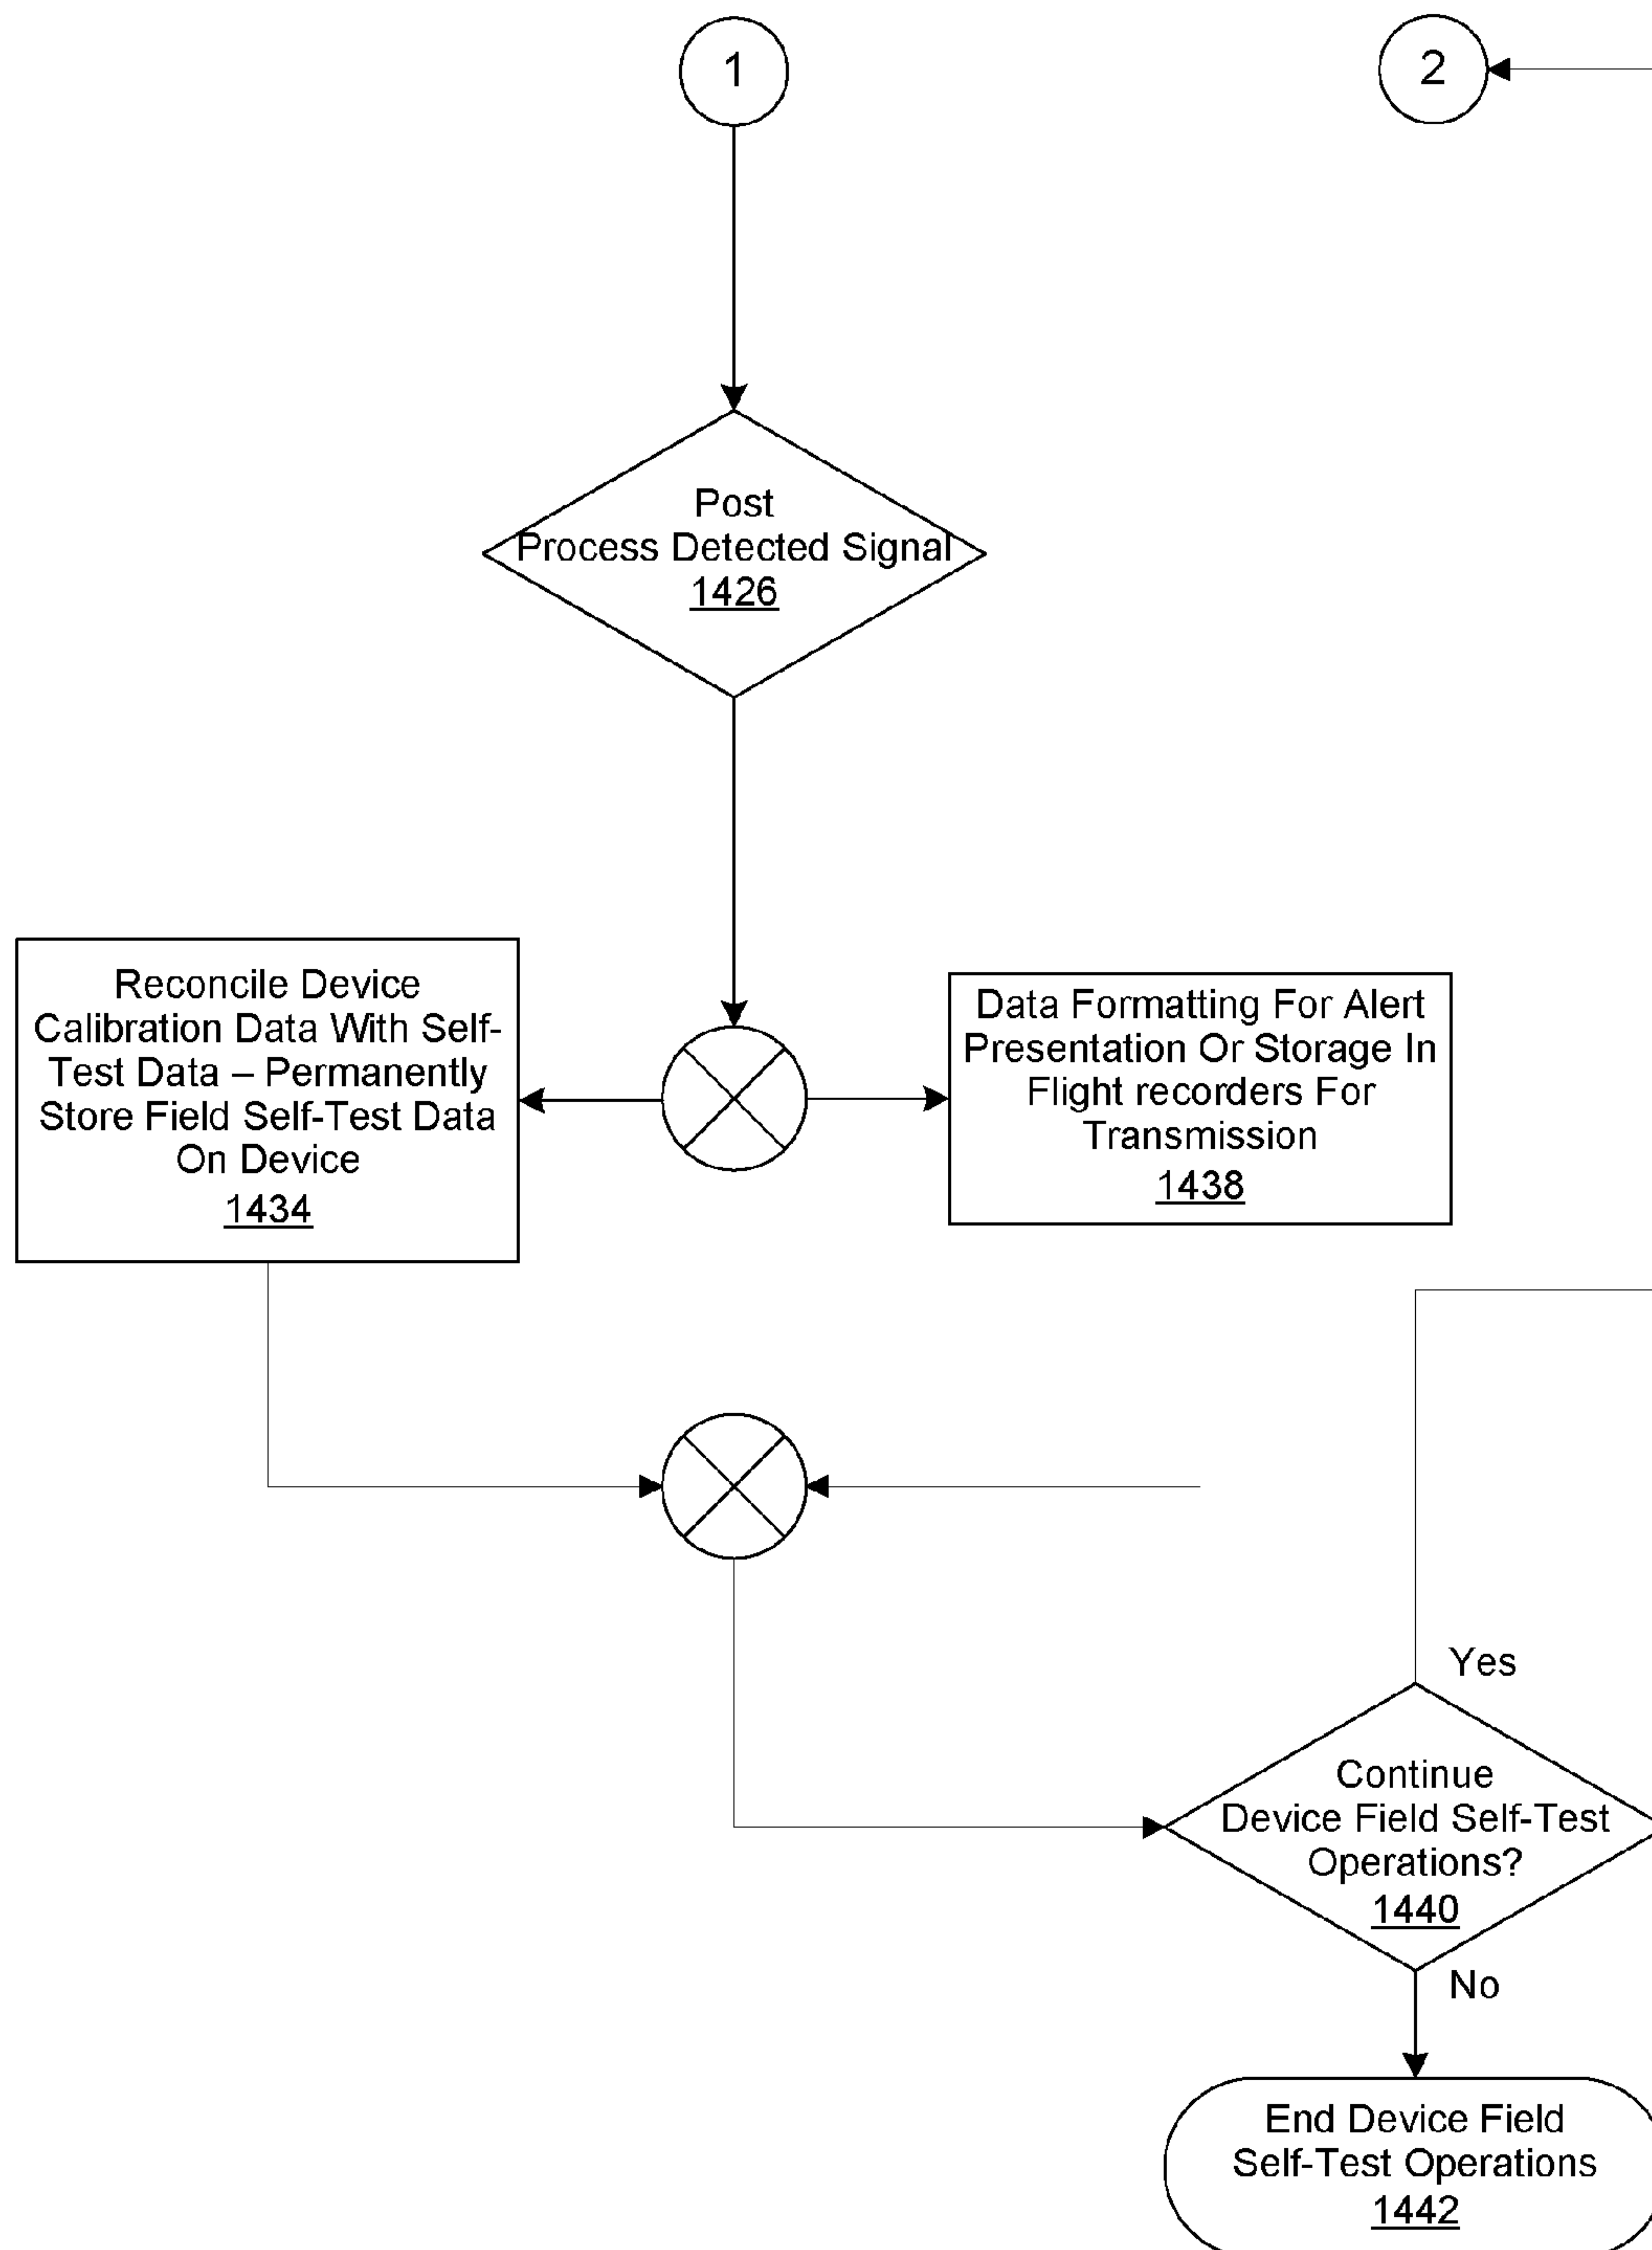 1
2
Post
Process Detected Signal
1426
Reconcile Device
Calibration Data With Self-
Test Data – Permanently
Store Field Self-Test Data
On Device
1434
Data Formatting For Alert
Presentation Or Storage In
Flight recorders For
Transmission
1438
Yes
Continue
Device Field Self-Test
Operations?
1440
No
End Device Field
Self-Test Operations
1442